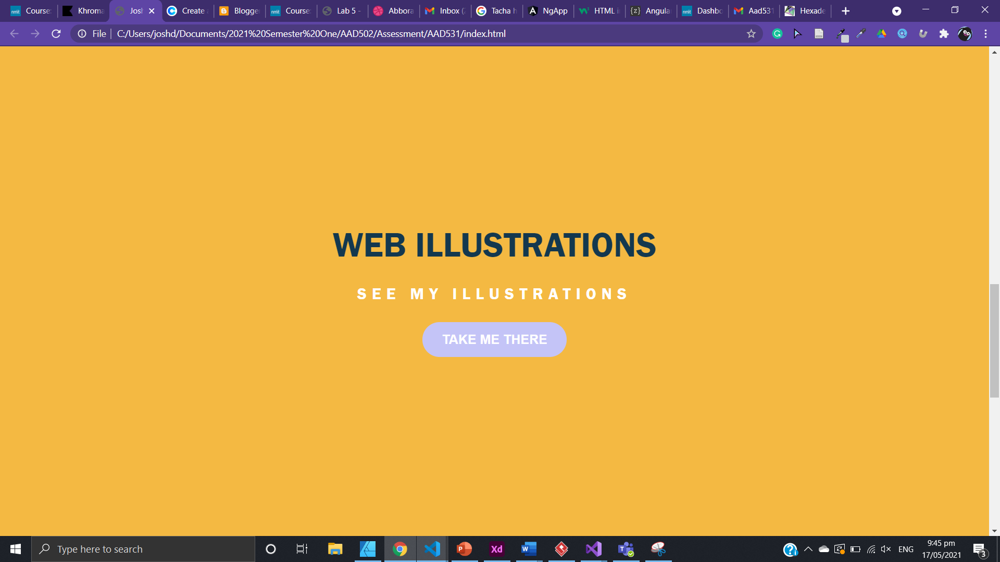 Course: Khroma Josh Create a Blogger Course: Lab 5 - Abbora Inbox (2 Tacha h NgApp HTML i Angula Dashbo Aad531 Hexade
File C:/Users/joshd/Documents/2021%20Semester%20One/AAD502/Assessment/AAD531/index.html
WEB ILLUSTRATIONS
SEE MY ILLUSTRATIONS
TAKE ME THERE
Type here to search
ENG
9:45 pm
17/05/2021
3